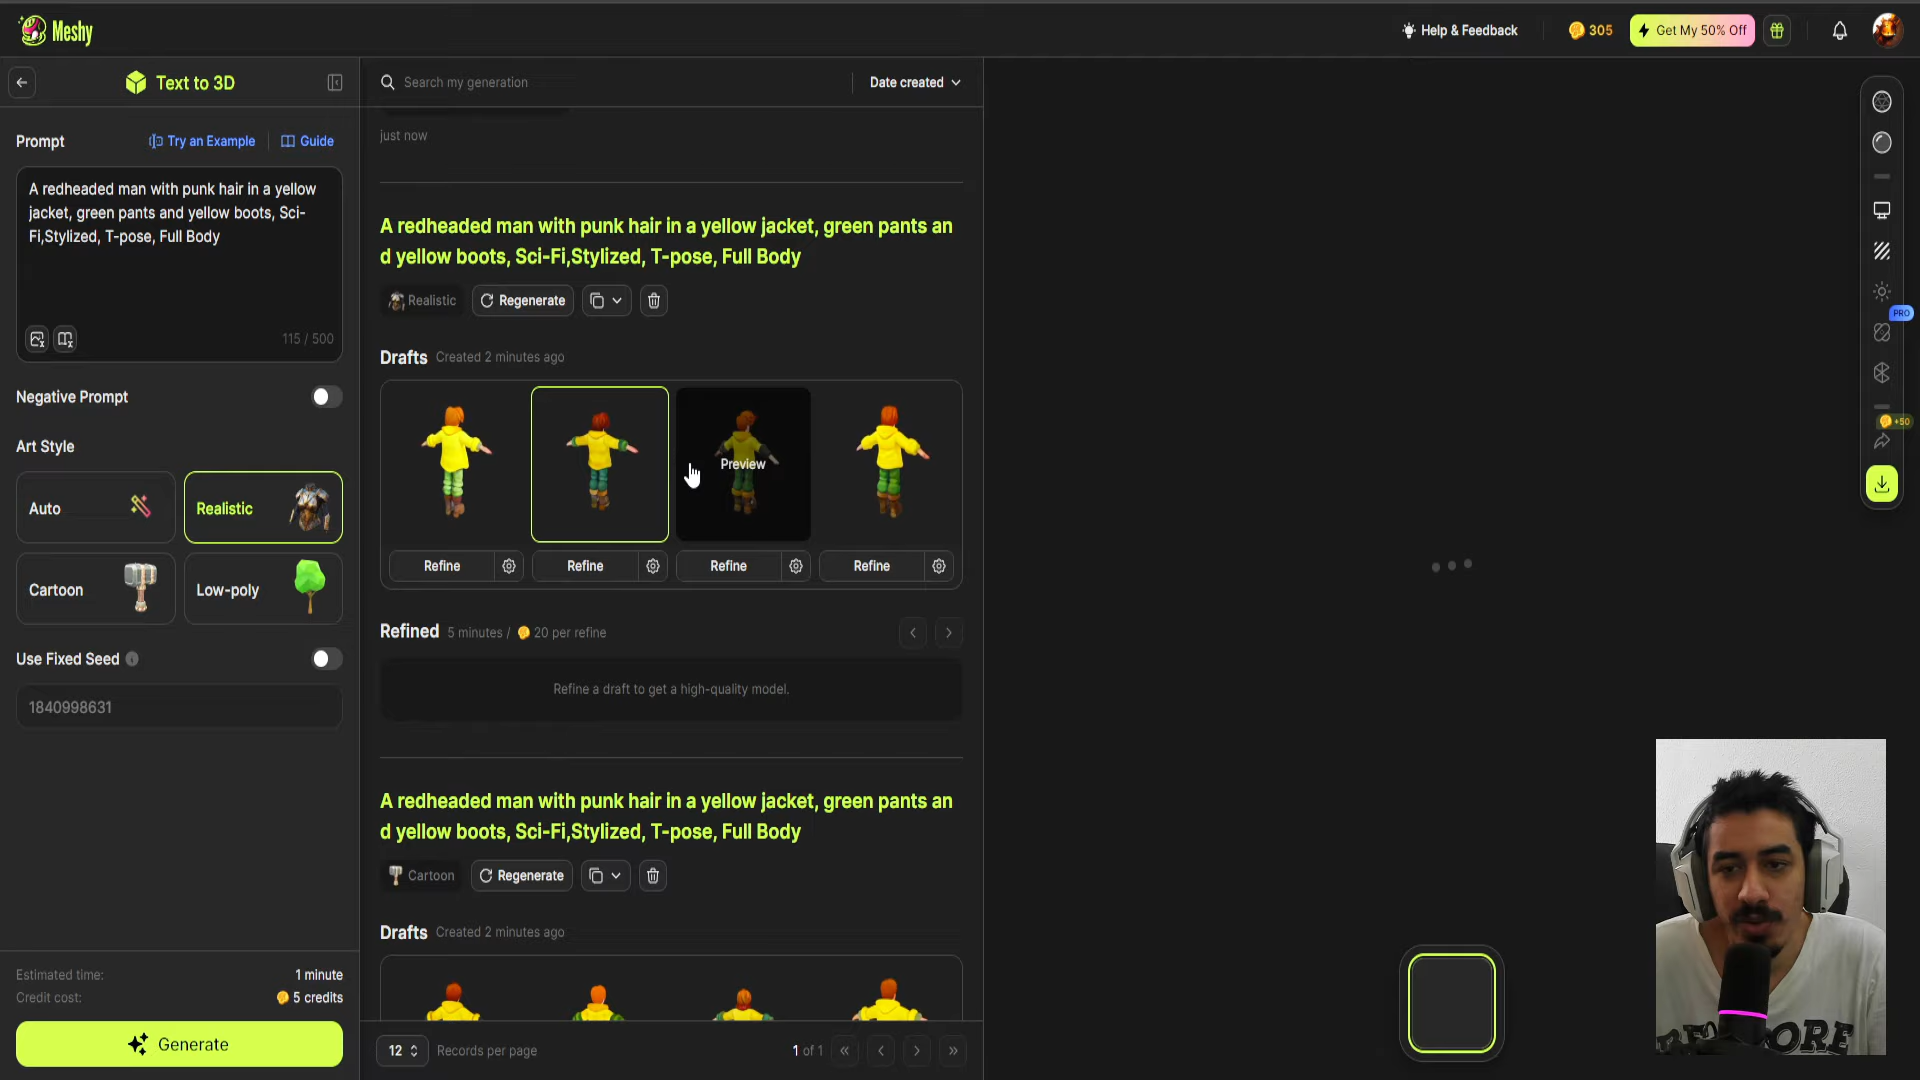 Meshy
Help & Feedback
305
Get My 50% Off
Text to 3D
Search my generation
Date created
Prompt
Try an Example
Guide
just now
A redheaded man with punk hair in a yellow
jacket, green pants and yellow boots, Sci-
Fi,Stylized, T-pose, Full Body
115 / 500
A redheaded man with punk hair in a yellow jacket, green pants an
d yellow boots, Sci-Fi,Stylized, T-pose, Full Body
Realistic
Regenerate
PRO
Drafts
Created 2 minutes ago
Negative Prompt
+50
Art Style
Preview
Auto
Realistic
Cartoon
Low-poly
Refine
Refine
Refine
Refine
Refined
5 minutes /
20 per refine
Use Fixed Seed
Refine a draft to get a high-quality model.
1840998631
A redheaded man with punk hair in a yellow jacket, green pants an
d yellow boots, Sci-Fi,Stylized, T-pose, Full Body
Cartoon
Regenerate
Drafts
Created 2 minutes ago
Estimated time:
1 minute
Credit cost:
5 credits
Generate
12
Records per page
1 of 1